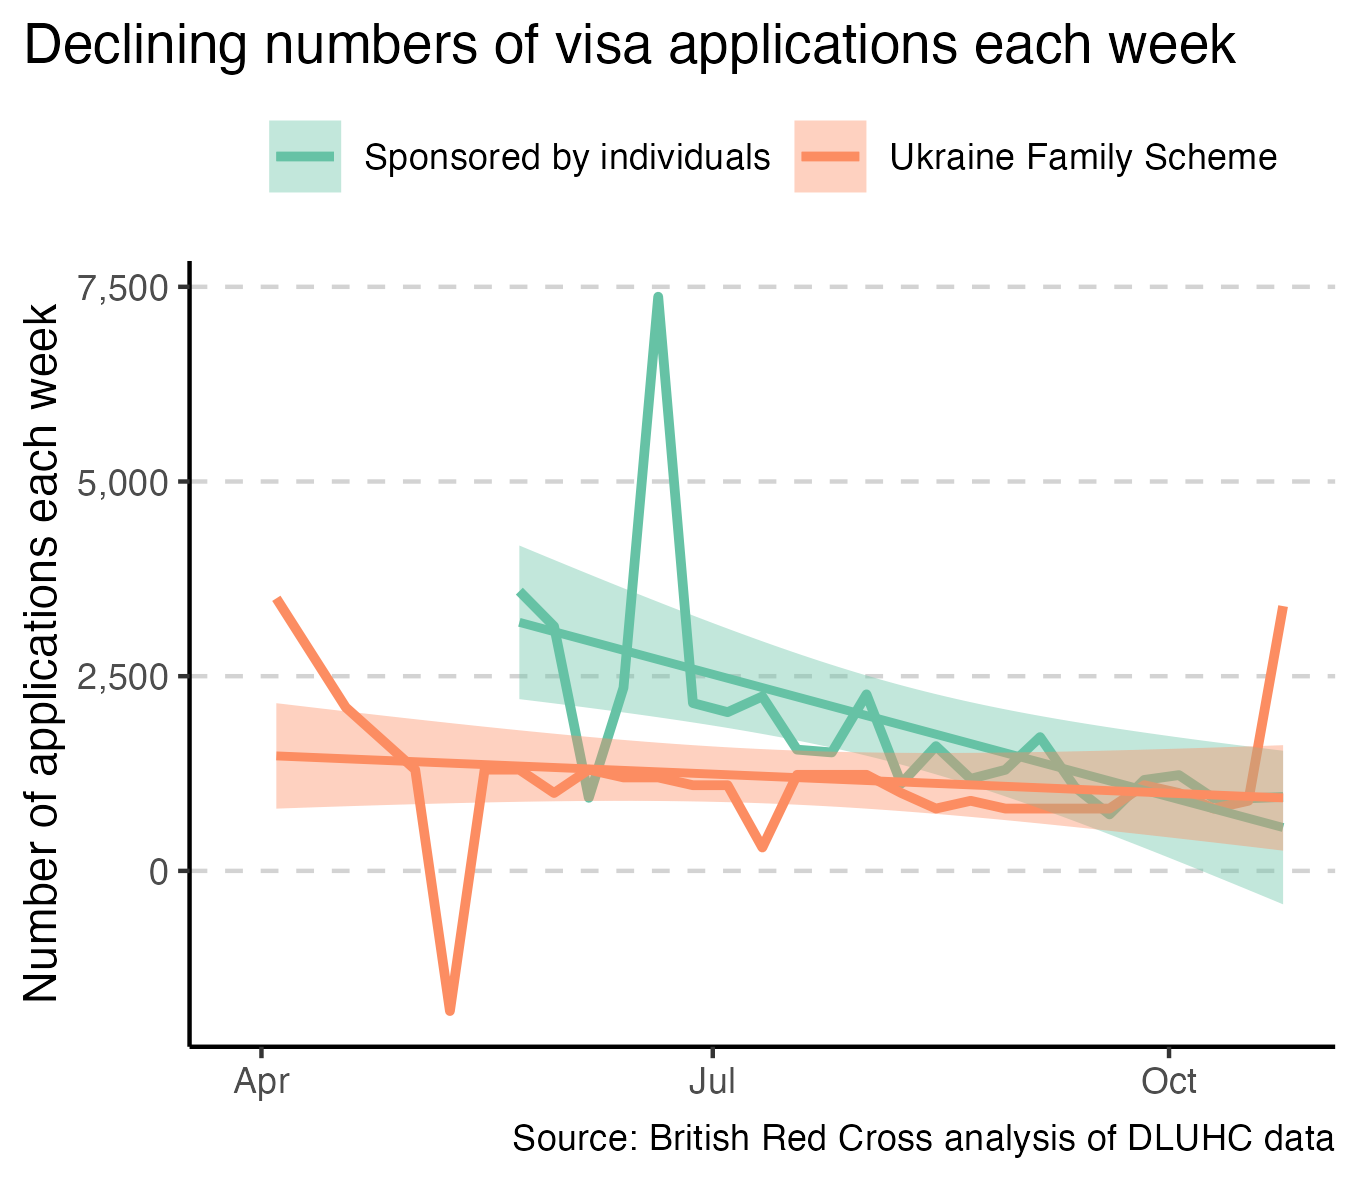 Declining numbers of visa applications each week
Sponsored by individuals
Ukraine Family Scheme
Number of applications each week
7,500
5,000
2,500
0
Apr
Jul
Oct
Source: British Red Cross analysis of DLUHC data